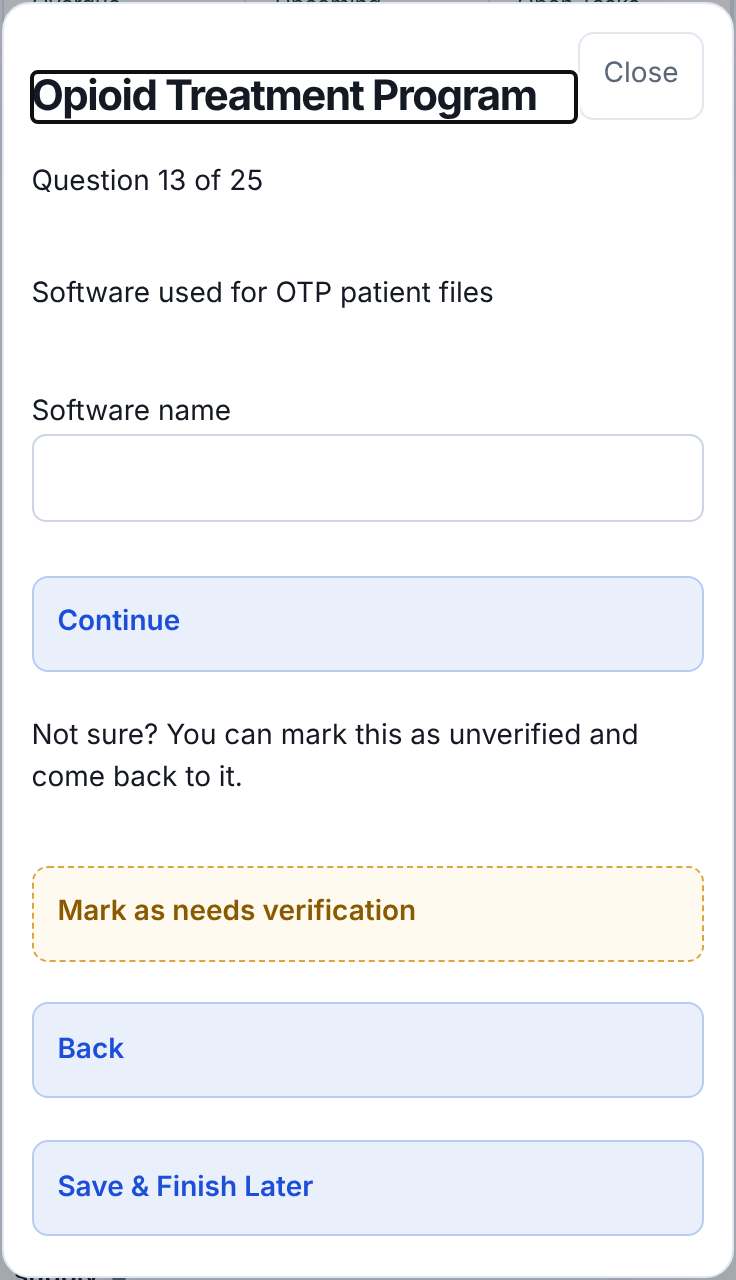 Opioid Treatment Program
Close
Question 13 of 25
Software used for OTP patient files
Software name
Continue
Not sure? You can mark this as unverified and
come back to it.
Mark as needs verification
Back
Save & Finish Later